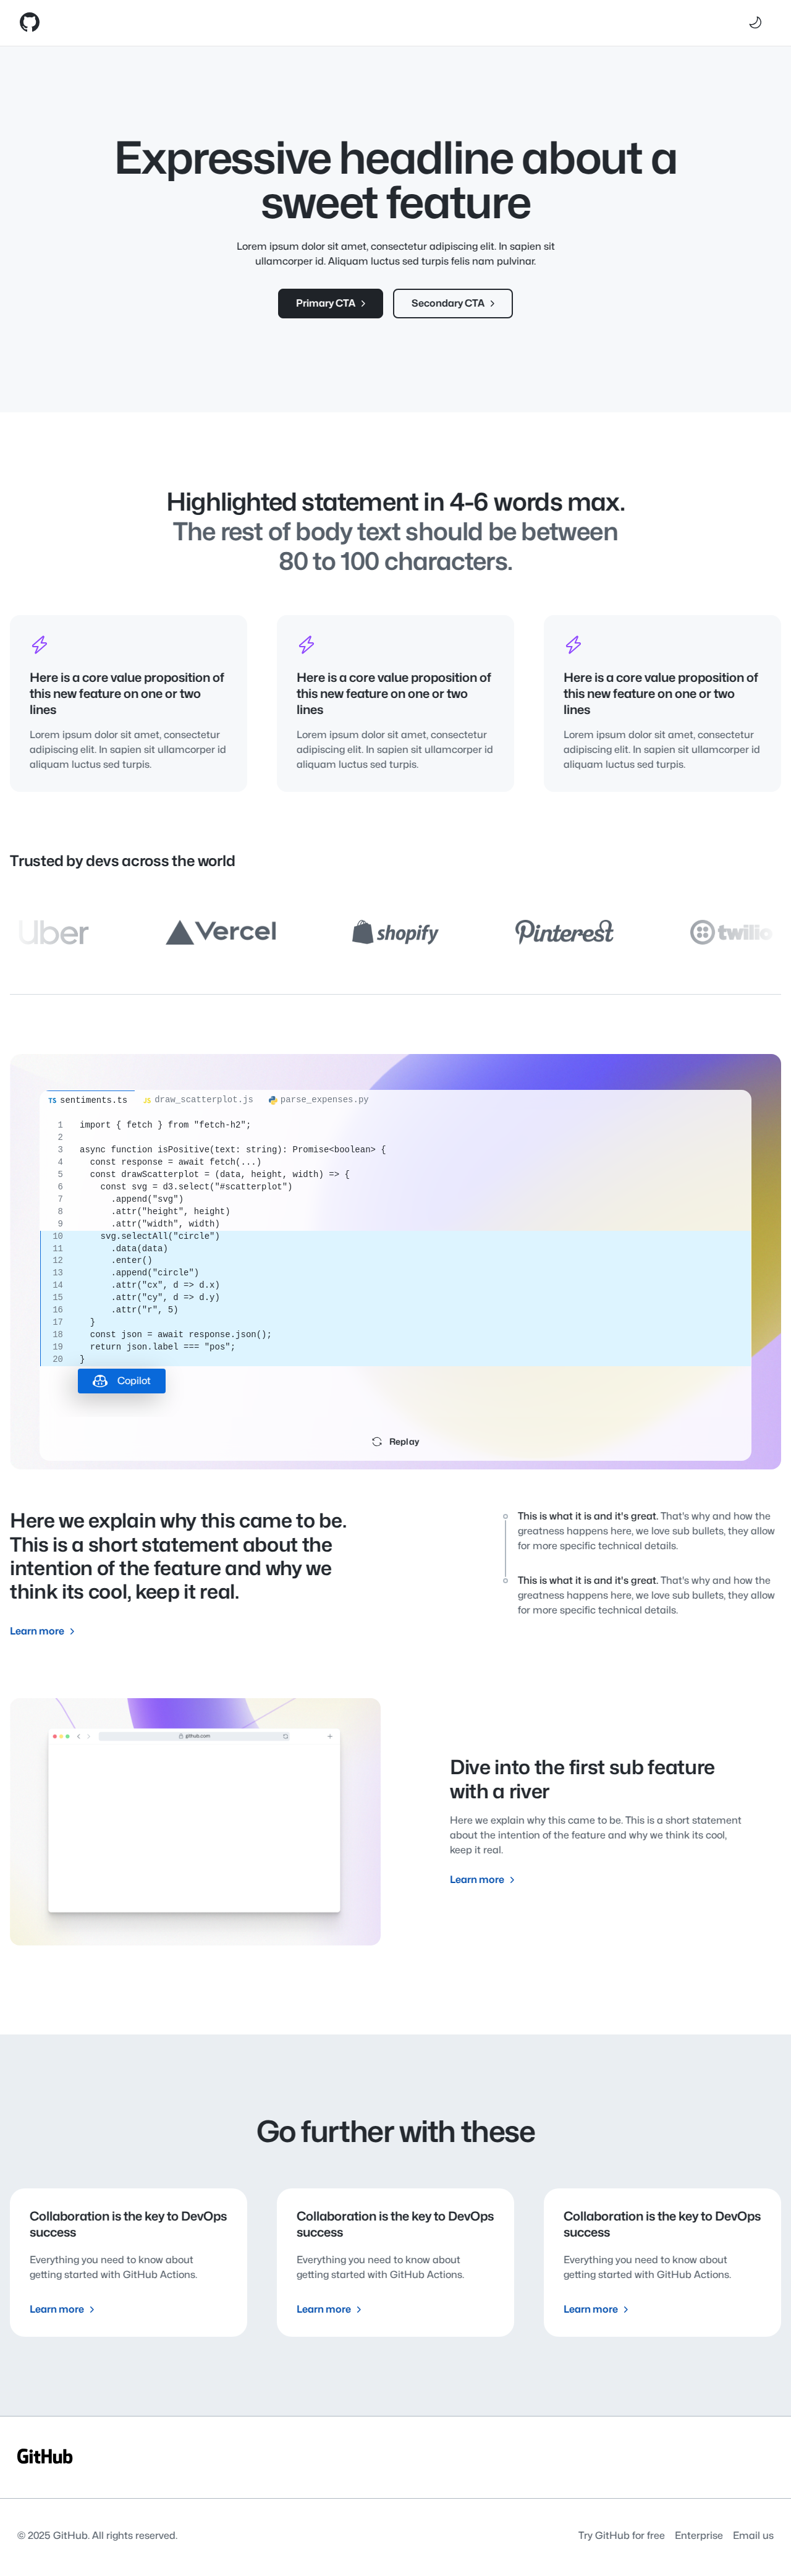 Expressive headline about a
sweet feature
Lorem ipsum dolor sit amet, consectetur adipiscing elit. In sapien sit
ullamcorper id. Aliquam luctus sed turpis felis nam pulvinar.
Primary CTA
Secondary CTA
Highlighted statement in 4-6 words max.
The rest of body text should be between
80 to 100 characters.
Here is a core value proposition of
this new feature on one or two
lines
Lorem ipsum dolor sit amet, consectetur
adipiscing elit. In sapien sit ullamcorper id
aliquam luctus sed turpis.
Here is a core value proposition of
this new feature on one or two
lines
Lorem ipsum dolor sit amet, consectetur
adipiscing elit. In sapien sit ullamcorper id
aliquam luctus sed turpis.
Here is a core value proposition of
this new feature on one or two
lines
Lorem ipsum dolor sit amet, consectetur
adipiscing elit. In sapien sit ullamcorper id
aliquam luctus sed turpis.
Trusted by devs across the world
Uber
Vercel
shopify
Pinterest
twilio
TS sentiments.ts
JS draw_scatterplot.js
parse_expenses.py
1 import { fetch } from "fetch-h2";
2
3 async function isPositive(text: string): Promise<boolean> {
4 const response = await fetch(...)
5 const drawScatterplot = (data, height, width) => {
6 const svg = d3.select("#scatterplot")
7 .append("svg")
8 .attr("height", height)
9 .attr("width", width)
10 svg.selectAll("circle")
11 .data(data)
12 .enter()
13 .append("circle")
14 .attr("cx", d => d.x)
15 .attr("cy", d => d.y)
16 .attr("r", 5)
17 }
18 const json = await response.json();
19 return json.label === "pos";
20 }
Copilot
Replay
Here we explain why this came to be.
This is a short statement about the
intention of the feature and why we
think its cool, keep it real.
Learn more
This is what it is and it's great. That's why and how the
greatness happens here, we love sub bullets, they allow
for more specific technical details.
This is what it is and it's great. That's why and how the
greatness happens here, we love sub bullets, they allow
for more specific technical details.
github.com
Dive into the first sub feature
with a river
Here we explain why this came to be. This is a short statement
about the intention of the feature and why we think its cool,
keep it real.
Learn more
Go further with these
Collaboration is the key to DevOps
success
Everything you need to know about
getting started with GitHub Actions.
Learn more
Collaboration is the key to DevOps
success
Everything you need to know about
getting started with GitHub Actions.
Learn more
Collaboration is the key to DevOps
success
Everything you need to know about
getting started with GitHub Actions.
Learn more
GitHub
© 2025 GitHub. All rights reserved.
Try GitHub for free
Enterprise
Email us